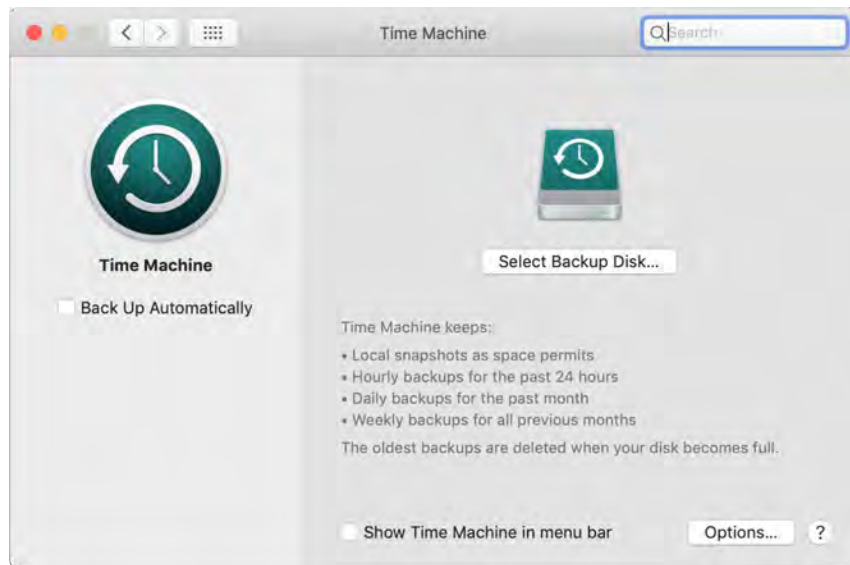 Time Machine
Search
Time Machine
Back Up Automatically
Select Backup Disk...
Time Machine keeps:
• Local snapshots as space permits
• Hourly backups for the past 24 hours
• Daily backups for the past month
• Weekly backups for all previous months
The oldest backups are deleted when your disk becomes full.
Show Time Machine in menu bar
Options...
?